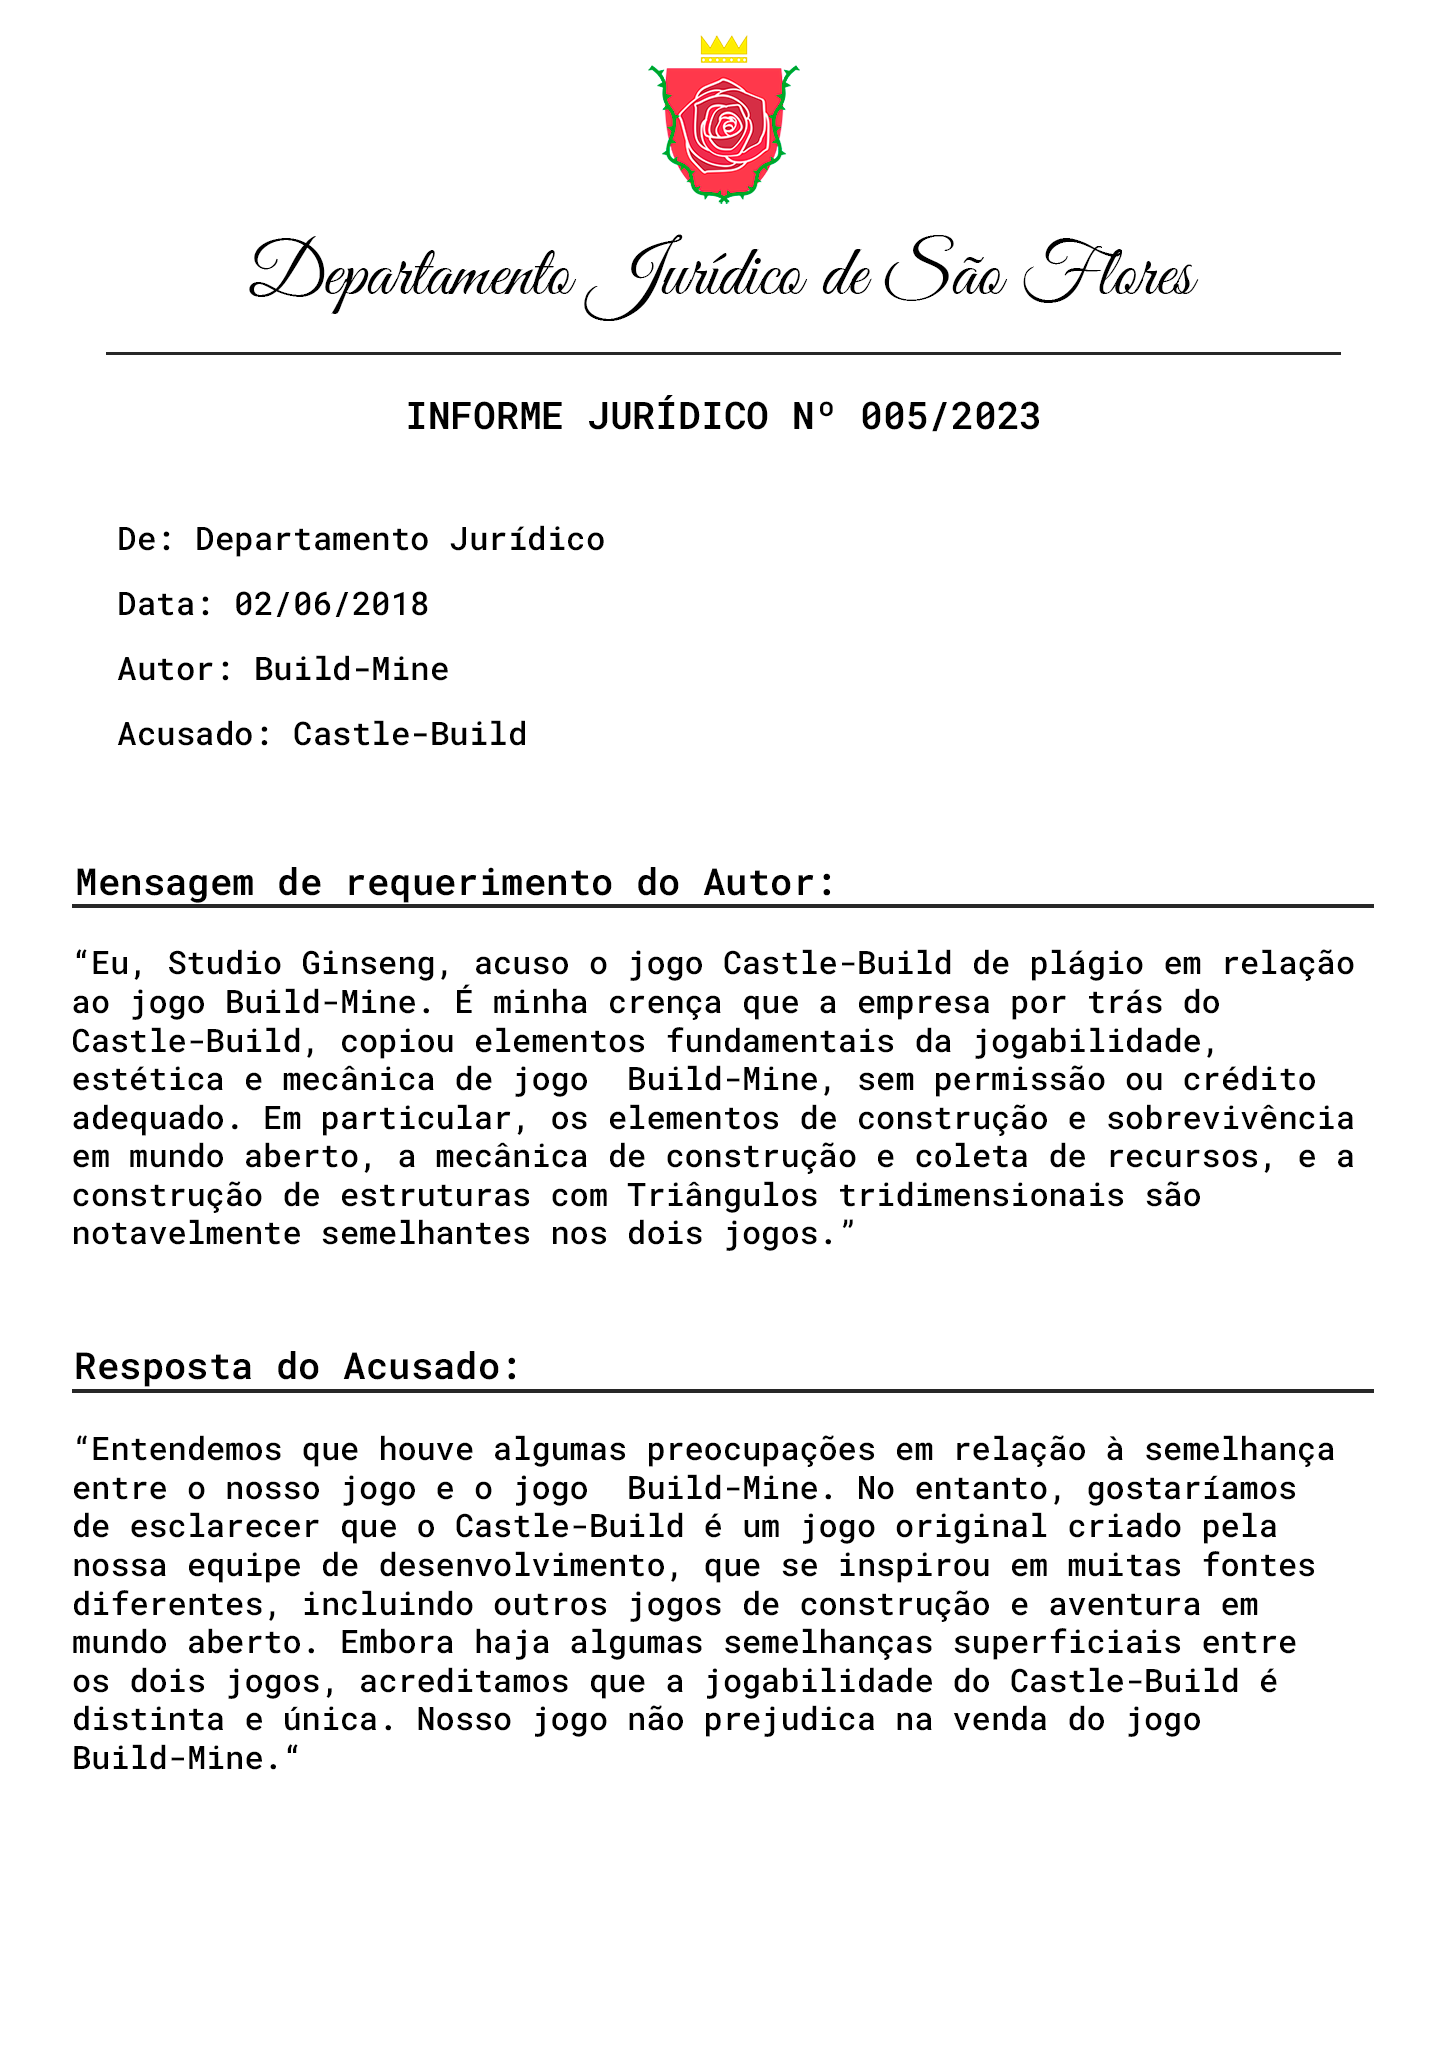 Departamento Jurídico de São Flores
INFORME JURÍDICO Nº 005/2023
De: Departamento Jurídico
Data: 02/06/2018
Autor: Build-Mine
Acusado: Castle-Build
Mensagem de requerimento do Autor:
“Eu, Studio Ginseng, acuso o jogo Castle-Build de plágio em relação
ao jogo Build-Mine. É minha crença que a empresa por trás do
Castle-Build, copiou elementos fundamentais da jogabilidade,
estética e mecânica de jogo  Build-Mine, sem permissão ou crédito
adequado. Em particular, os elementos de construção e sobrevivência
em mundo aberto, a mecânica de construção e coleta de recursos, e a
construção de estruturas com Triângulos tridimensionais são
notavelmente semelhantes nos dois jogos.”
Resposta do Acusado:
“Entendemos que houve algumas preocupações em relação à semelhança
entre o nosso jogo e o jogo  Build-Mine. No entanto, gostaríamos
de esclarecer que o Castle-Build é um jogo original criado pela
nossa equipe de desenvolvimento, que se inspirou em muitas fontes
diferentes, incluindo outros jogos de construção e aventura em
mundo aberto. Embora haja algumas semelhanças superficiais entre
os dois jogos, acreditamos que a jogabilidade do Castle-Build é
distinta e única. Nosso jogo não prejudica na venda do jogo
Build-Mine.“